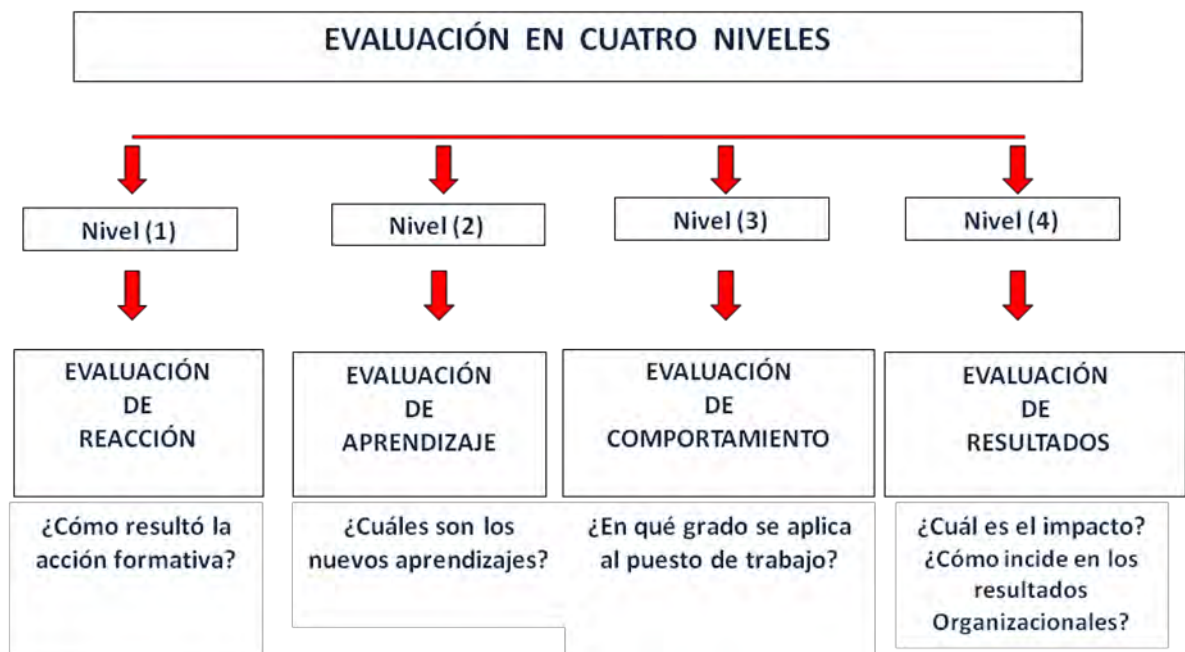 EVALUACIÓN EN CUATRO NIVELES
Nivel (1)
Nivel (2)
Nivel (3)
Nivel (4)
EVALUACIÓN
DE
REACCIÓN
EVALUACIÓN
DE
APRENDIZAJE
EVALUACIÓN
DE
COMPORTAMIENTO
EVALUACIÓN
DE
RESULTADOS
¿Cómo resultó la
acción formativa?
¿Cuáles son los
nuevos aprendizajes?
¿En qué grado se aplica
al puesto de trabajo?
¿Cuál es el impacto?
¿Cómo incide en los
resultados
Organizacionales?